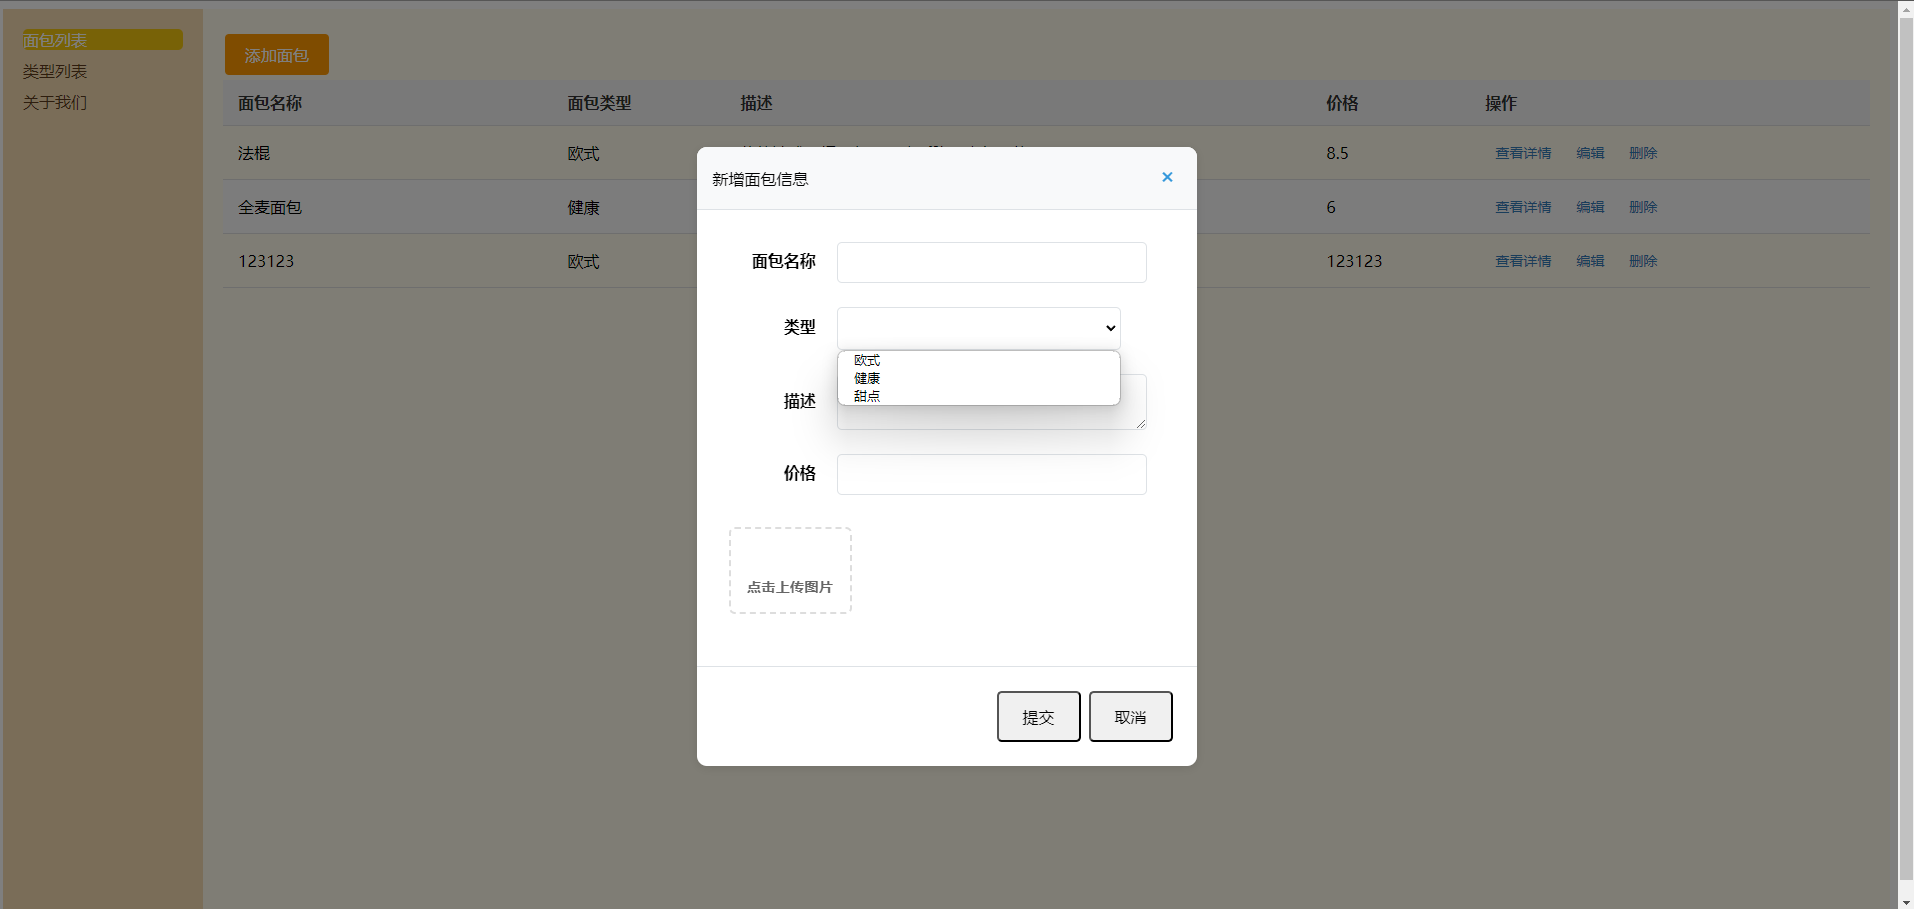 面包列表
类型列表
关于我们
添加面包
面包名称 面包类型 描述 价格 操作
法棍 欧式 8.5 查看详情 编辑 删除
全麦面包 健康 6 查看详情 编辑 删除
123123 欧式 123123 查看详情 编辑 删除
新增面包信息 ×
面包名称
类型
欧式
健康
甜点
描述
价格
点击上传图片
提交 取消